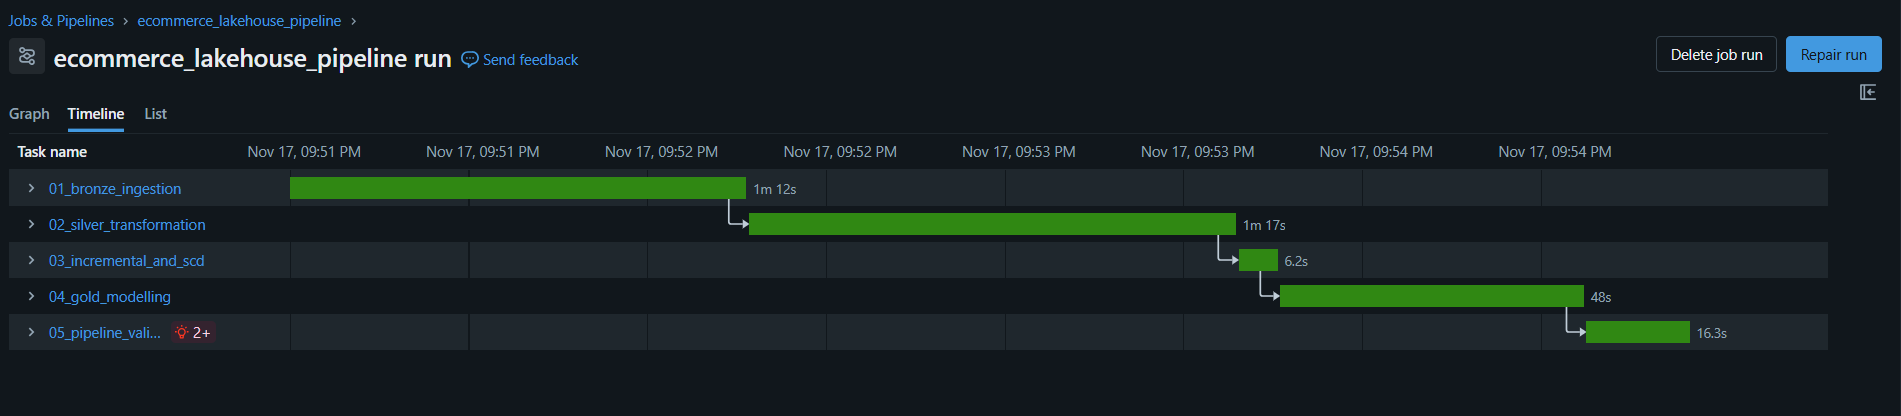 Jobs & Pipelines › ecommerce_lakehouse_pipeline ›
ecommerce_lakehouse_pipeline run Send feedback Delete job run Repair run
Graph Timeline List
Task name Nov 17, 09:51 PM Nov 17, 09:51 PM Nov 17, 09:52 PM Nov 17, 09:52 PM Nov 17, 09:53 PM Nov 17, 09:53 PM Nov 17, 09:54 PM Nov 17, 09:54 PM
01_bronze_ingestion 1m 12s
02_silver_transformation 1m 17s
03_incremental_and_scd 6.2s
04_gold_modelling 48s
05_pipeline_vali... 2+ 16.3s